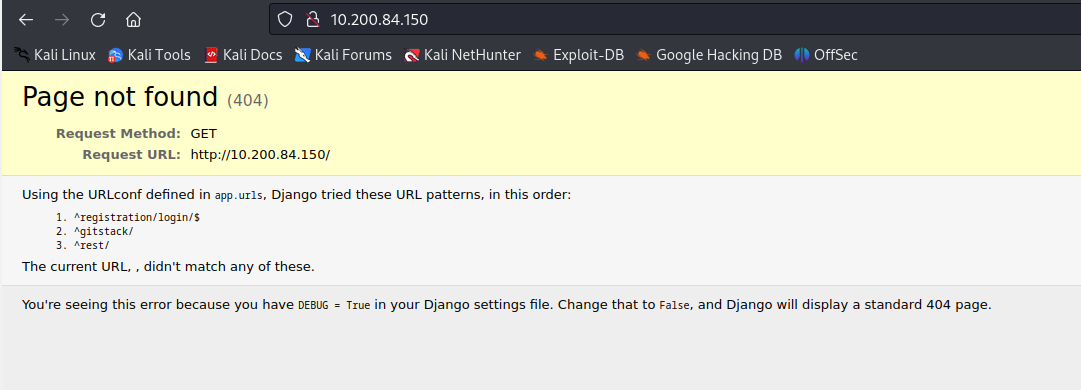 10.200.84.150
Kali Linux Kali Tools Kali Docs Kali Forums Kali NetHunter Exploit-DB Google Hacking DB OffSec
Page not found (404)
Request Method: GET
Request URL: http://10.200.84.150/
Using the URLconf defined in app.urls, Django tried these URL patterns, in this order:
1. ^registration/login/$
2. ^gitstack/
3. ^rest/
The current URL, , didn't match any of these.
You're seeing this error because you have DEBUG = True in your Django settings file. Change that to False, and Django will display a standard 404 page.